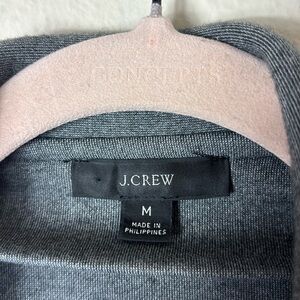 CONCEPTS
J.CREW
M
MADE IN
PHILIPPINES